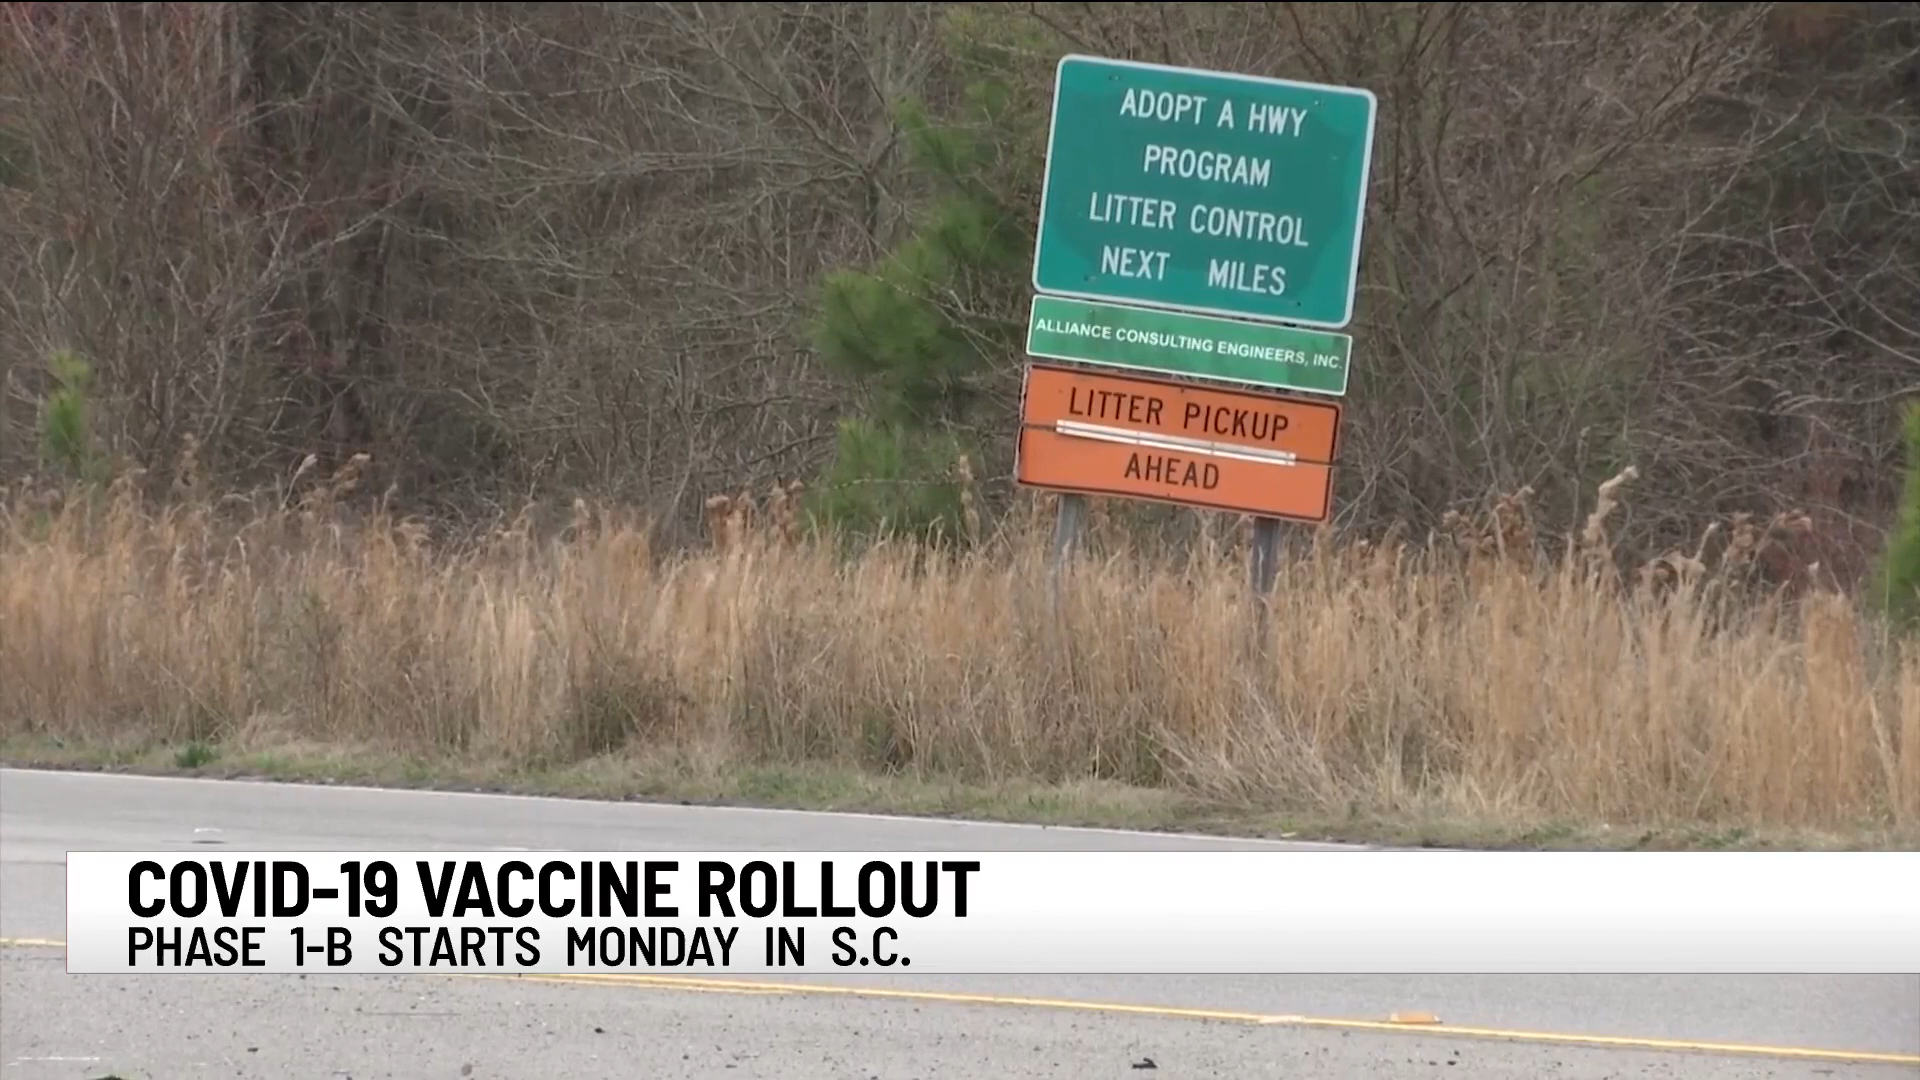 ADOPT A HWY
PROGRAM
LITTER CONTROL
NEXT MILES
ALLIANCE CONSULTING ENGINEERS, INC.
LITTER PICKUP
AHEAD
COVID-19 VACCINE ROLLOUT
PHASE 1-B STARTS MONDAY IN S.C.